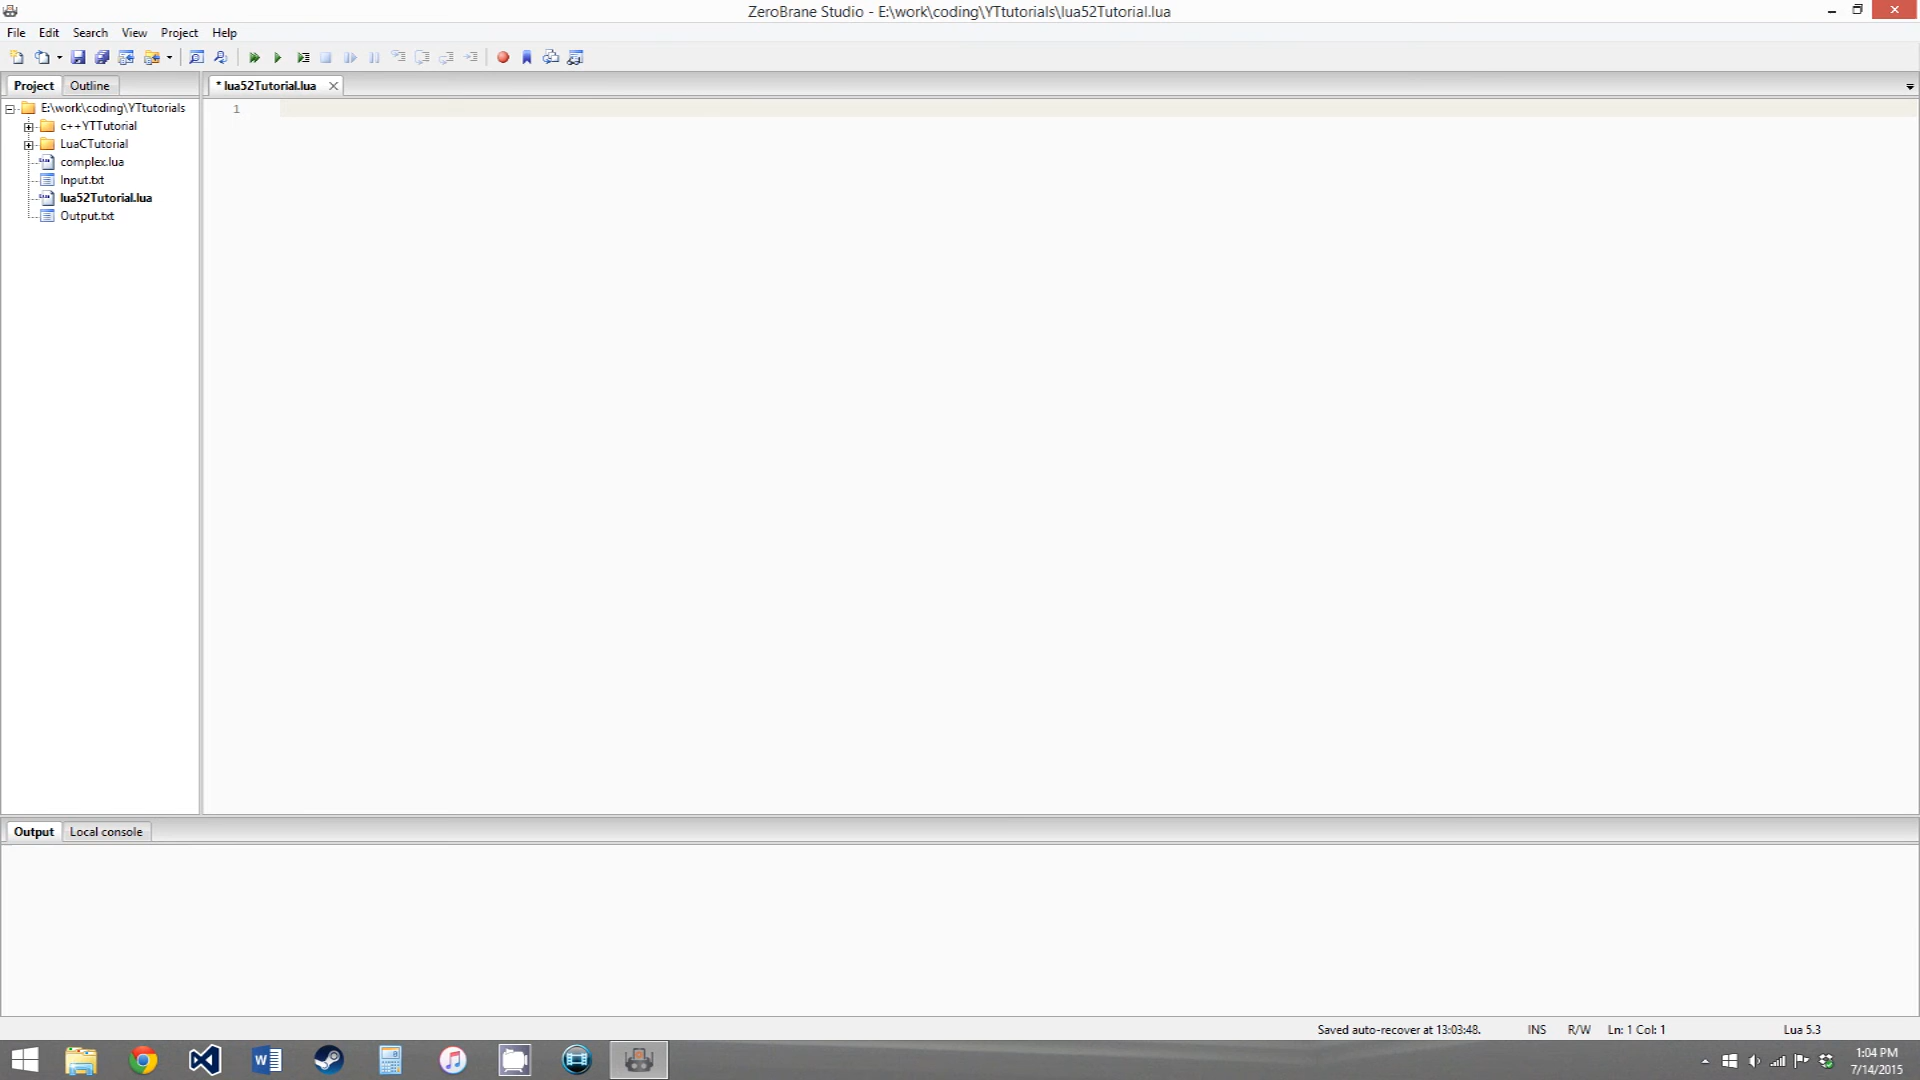 ZeroBrane Studio - E:\work\coding\YTtutorials\lua52Tutorial.lua
File Edit Search View Project Help
Project Outline
* lua52Tutorial.lua
E:\work\coding\YTtutorials
1
c++YTTutorial
LuaCTutorial
complex.lua
Input.txt
lua52Tutorial.lua
Output.txt
Output Local console
Saved auto-recover at 13:03:48. INS R/W Ln: 1 Col: 1 Lua 5.3
1:04 PM
7/14/2015